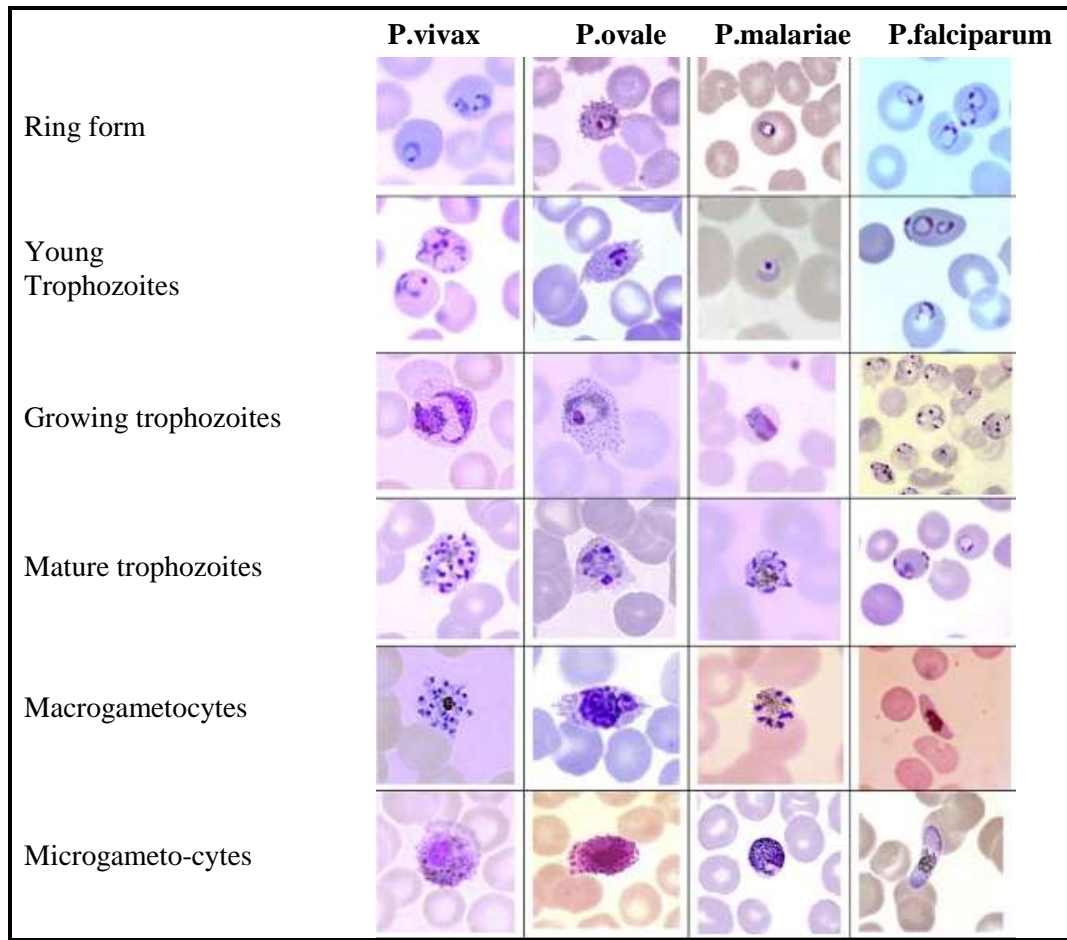 P.vivax P.ovale P.malariae P.falciparum
Ring form
Young
Trophozoites
Growing trophozoites
Mature trophozoites
Macrogametocytes
Microgameto-cytes